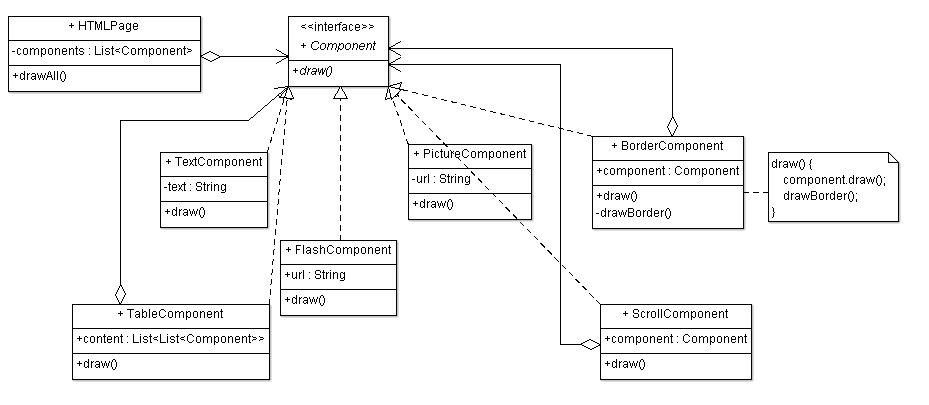 + HTMLPage
-components : List<Component>
+drawAll()
<<interface>>
+ Component
+draw()
+ TextComponent
-text : String
+draw()
+ PictureComponent
-url : String
+draw()
+ BorderComponent
+component : Component
+draw()
-drawBorder()
draw() {
component.draw();
drawBorder();
}
+ FlashComponent
+url : String
+draw()
+ TableComponent
+content : List<List<Component>>
+draw()
+ ScrollComponent
+component : Component
+draw()